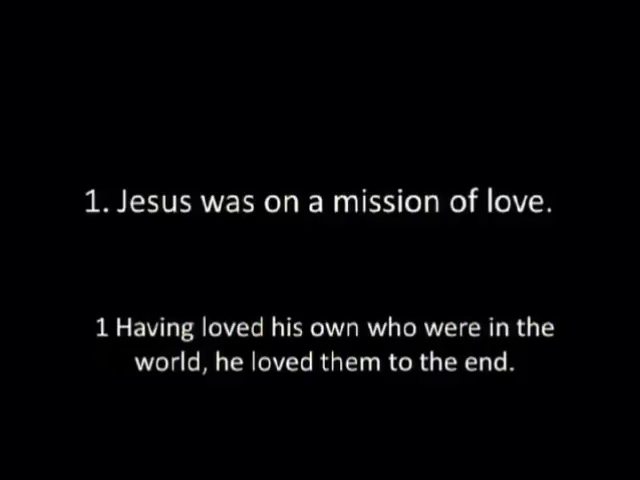 1. Jesus was on a mission of love.
1 Having loved his own who were in the
world, he loved them to the end.